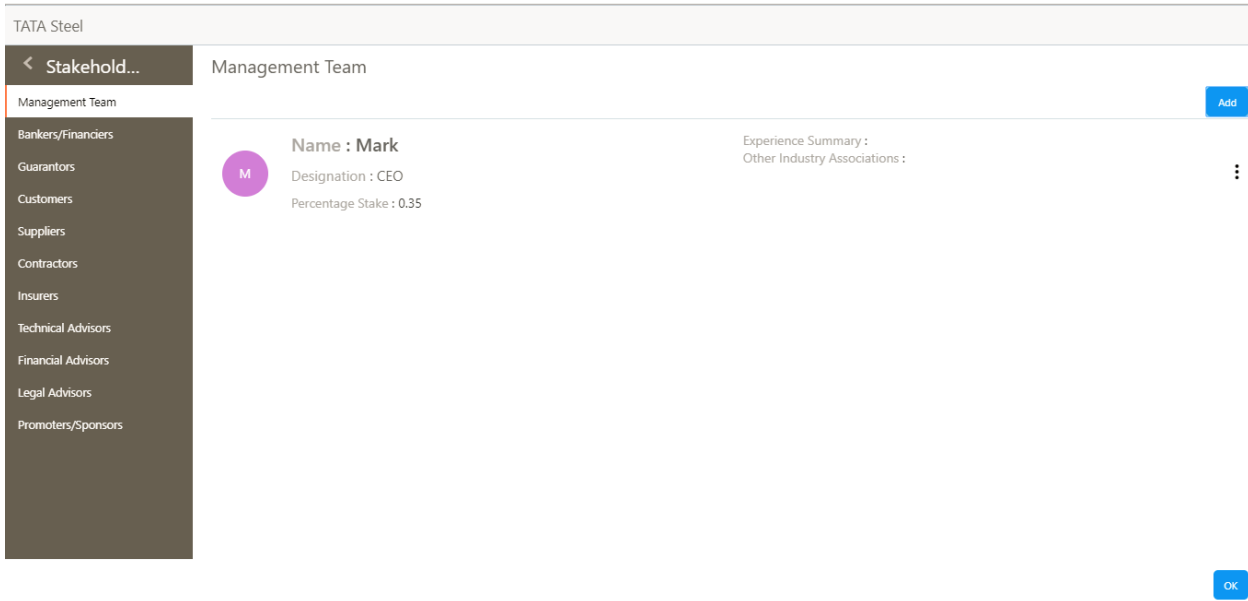 TATA Steel
< Stakehold...
Management Team
Bankers/Financiers
Guarantors
Customers
Suppliers
Contractors
Insurers
Technical Advisors
Financial Advisors
Legal Advisors
Promoters/Sponsors
Management Team
Add
M
Name : Mark
Designation : CEO
Percentage Stake : 0.35
Experience Summary :
Other Industry Associations :
OK